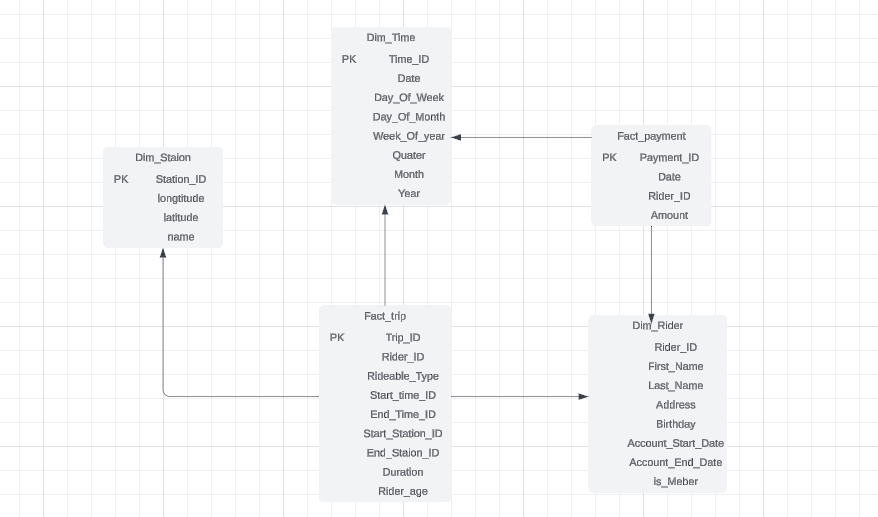 Dim_Time
PK Time_ID
Date
Day_Of_Week
Day_Of_Month
Week_Of_year
Quater
Month
Year
Fact_payment
PK Payment_ID
Date
Rider_ID
Amount
Dim_Staion
PK Station_ID
longtitude
latitude
name
Fact_trip
PK Trip_ID
Rider_ID
Rideable_Type
Start_time_ID
End_Time_ID
Start_Station_ID
End_Staion_ID
Duration
Rider_age
Dim_Rider
Rider_ID
First_Name
Last_Name
Address
Birthday
Account_Start_Date
Account_End_Date
is_Meber